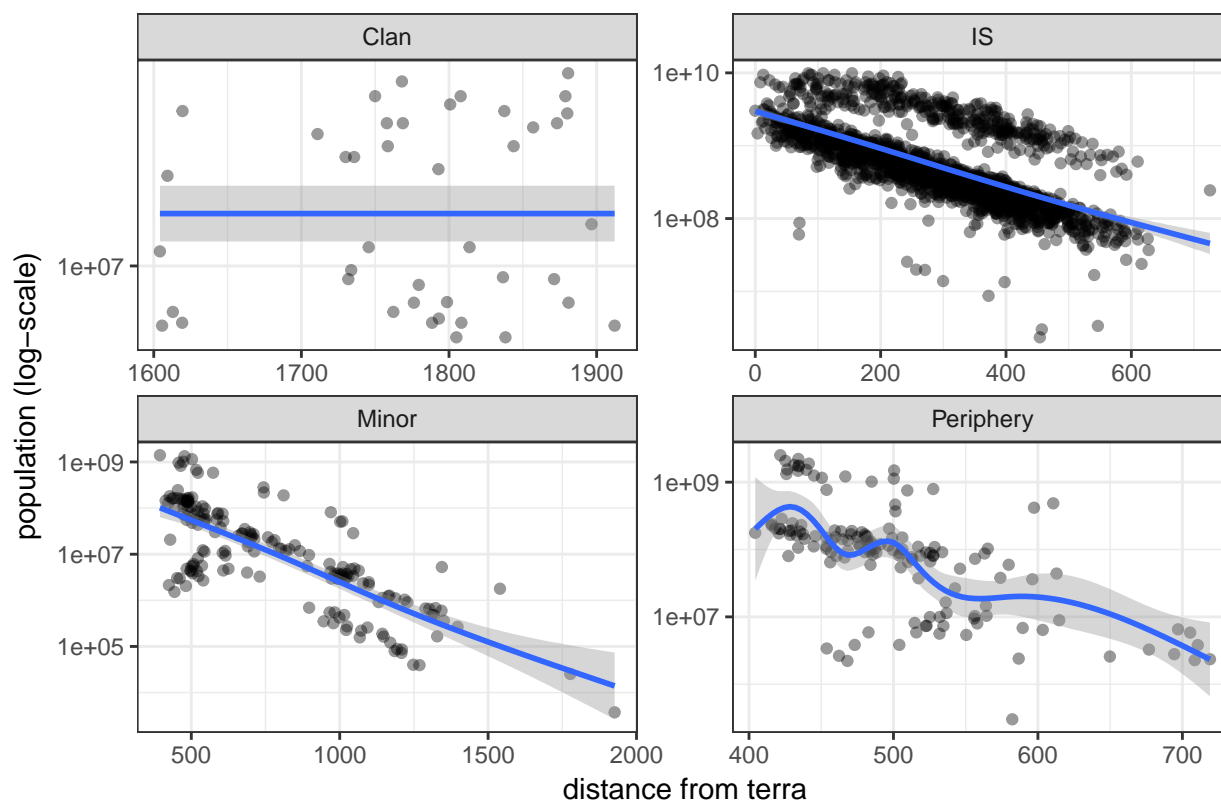 Clan
IS
1e+07
1600 1700 1800 1900
1e+10
1e+08
0 200 400 600
Minor
Periphery
1e+09
1e+07
1e+05
500 1000 1500 2000
1e+09
1e+07
400 500 600 700
population (log−scale)
distance from terra